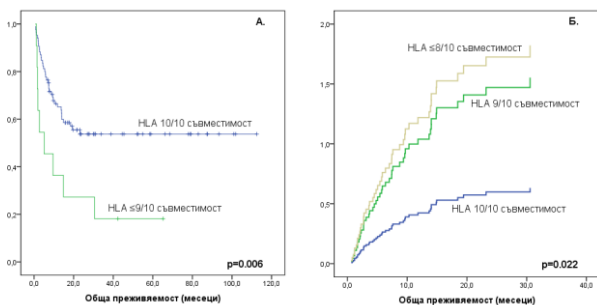 А.
1,0
0,8
0,6
0,4
0,2
0,0
HLA 10/10 съвместимост
HLA ≤9/10 съвместимост
p=0.006
,0 20,0 40,0 60,0 80,0 100,0 120,0
Обща преживяемост (месеци)
Б.
2,0
1,5
1,0
0,5
0,0
HLA ≤8/10 съвместимост
HLA 9/10 съвместимост
HLA 10/10 съвместимост
p=0.022
0,0 10,0 20,0 30,0 40,0
Обща преживяемост (месеци)